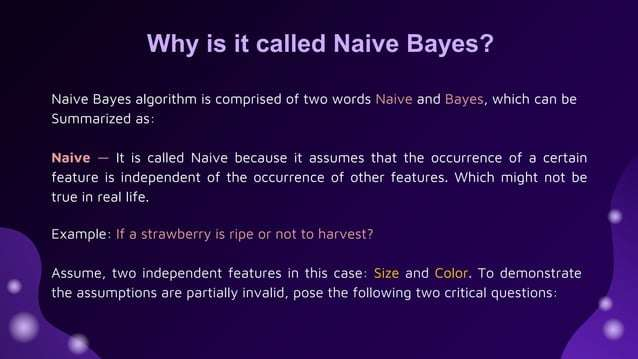 Why is it called Naive Bayes?
Naive Bayes algorithm is comprised of two words Naive and Bayes, which can be
Summarized as:
Naive — It is called Naive because it assumes that the occurrence of a certain
feature is independent of the occurrence of other features. Which might not be
true in real life.
Example: If a strawberry is ripe or not to harvest?
Assume, two independent features in this case: Size and Color. To demonstrate
the assumptions are partially invalid, pose the following two critical questions: